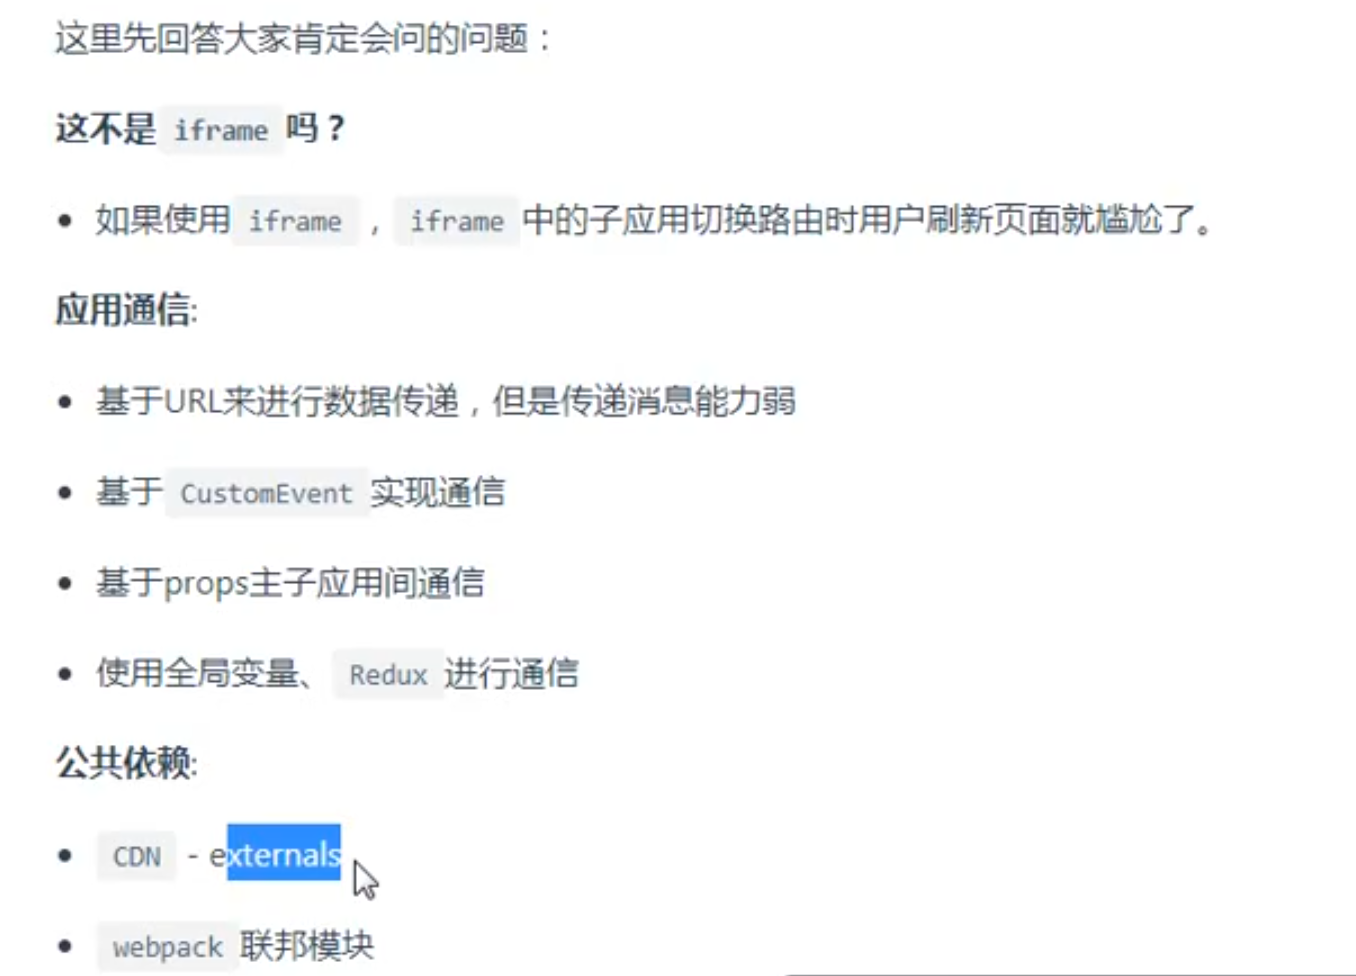 这里先回答大家肯定会问的问题：
这不是 iframe 吗？
如果使用 iframe ，iframe 中的子应用切换路由时用户刷新页面就尴尬了。
应用通信:
基于URL来进行数据传递，但是传递消息能力弱
基于 CustomEvent 实现通信
基于props主子应用间通信
使用全局变量、 Redux 进行通信
公共依赖:
CDN - externals
webpack 联邦模块